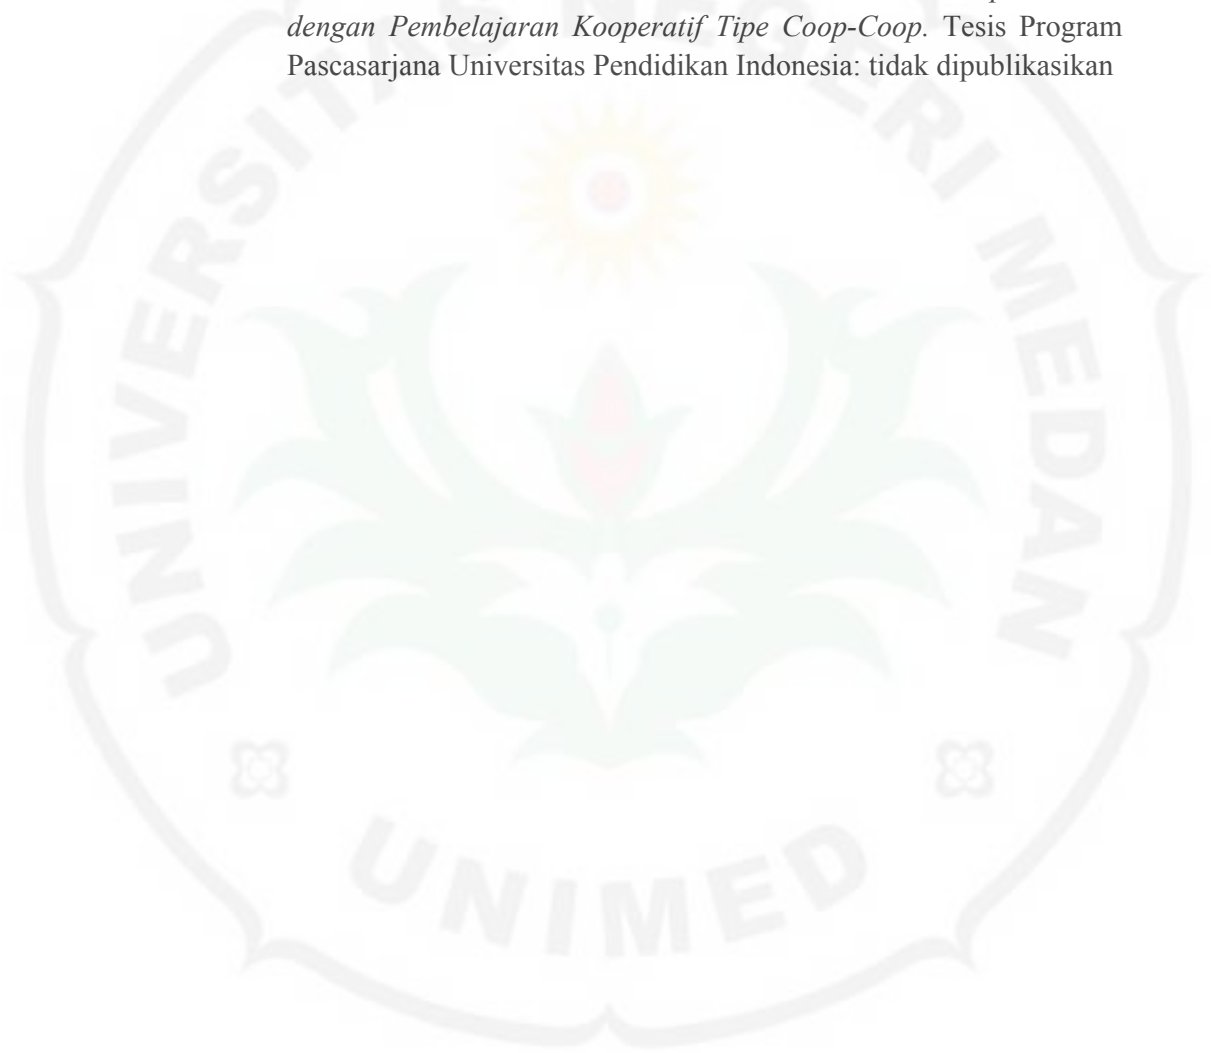 dengan Pembelajaran Kooperatif Tipe Coop-Coop. Tesis Program
Pascasarjana Universitas Pendidikan Indonesia: tidak dipublikasikan
UNIVERSITAS NEGERI MEDAN
UNIMED